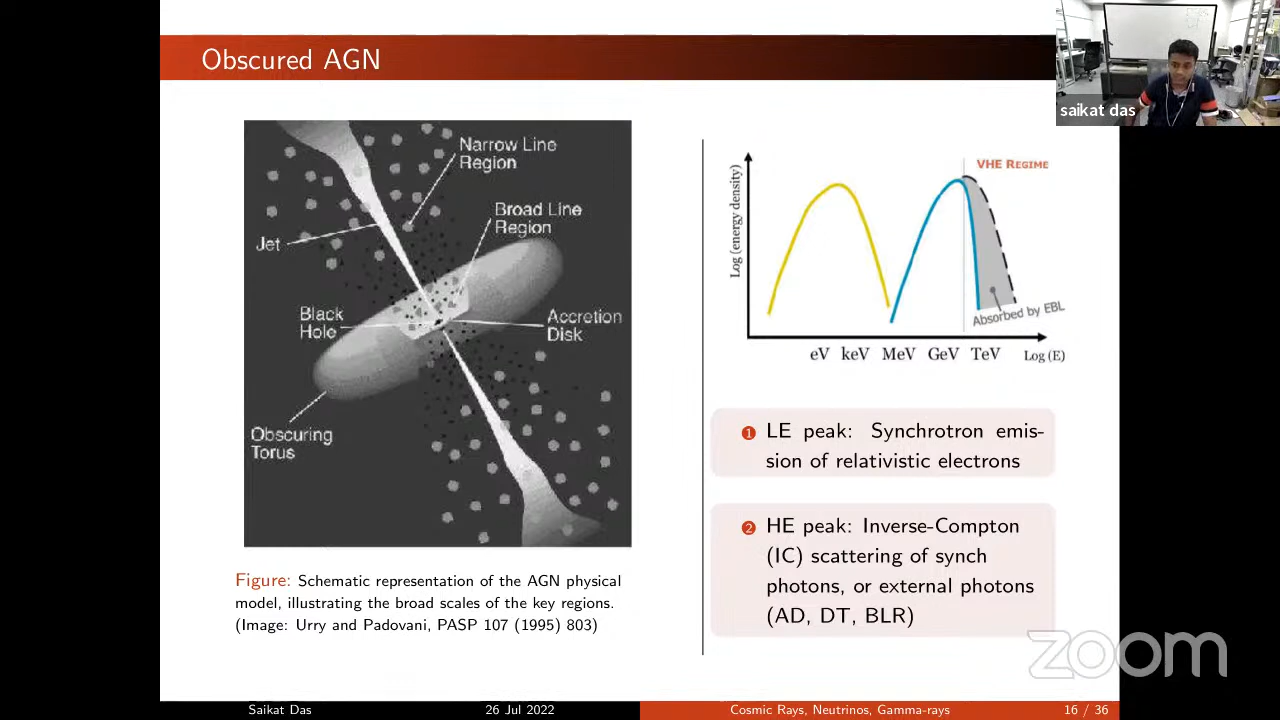 Obscured AGN
saikat das
Narrow Line
Region
Broad Line
Region
Jet
Black
Hole
Accretion
Disk
Obscuring
Torus
Figure: Schematic representation of the AGN physical
model, illustrating the broad scales of the key regions.
(Image: Urry and Padovani, PASP 107 (1995) 803)
VHE REGIME
Log (energy density)
Absorbed by EBL
eV keV MeV GeV TeV Log (E)
1 LE peak: Synchrotron emis-
sion of relativistic electrons
2 HE peak: Inverse-Compton
(IC) scattering of synch
photons, or external photons
(AD, DT, BLR)
zoom
Saikat Das 26 Jul 2022 Cosmic Rays, Neutrinos, Gamma-rays 16 / 36